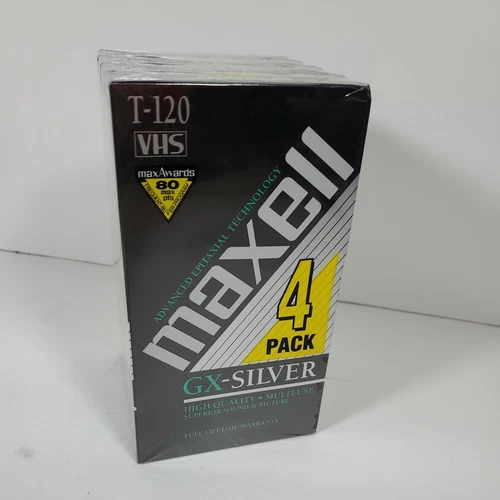 T-120
VHS
maxAwards
80
max
pts
ADVANCED EPITAXIAL TECHNOLOGY
maxell
4
PACK
GX-SILVER
HIGH QUALITY • MULTI-USE
SUPERIOR SOUND & PICTURE
FULL LIFETIME WARRANTY